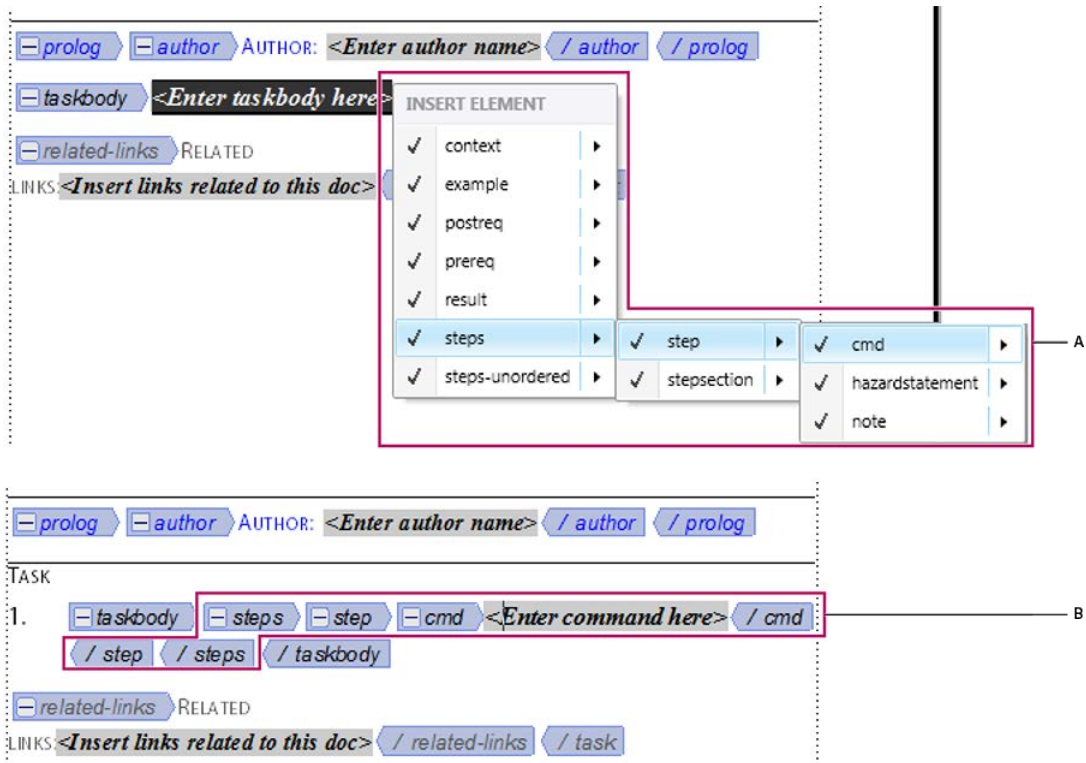 prolog author AUTHOR: <Enter author name> / author / prolog
taskbody <Enter taskbody here>
related-links RELATED
LINKS: <Insert links related to this doc>
INSERT ELEMENT
context
example
postreq
prereq
result
steps
steps-unordered
step
stepsection
cmd
hazardstatement
note
A
prolog author AUTHOR: <Enter author name> / author / prolog
TASK
1. taskbody steps step cmd <Enter command here> / cmd
B
/ step / steps / taskbody
related-links RELATED
LINKS: <Insert links related to this doc> / related-links / task